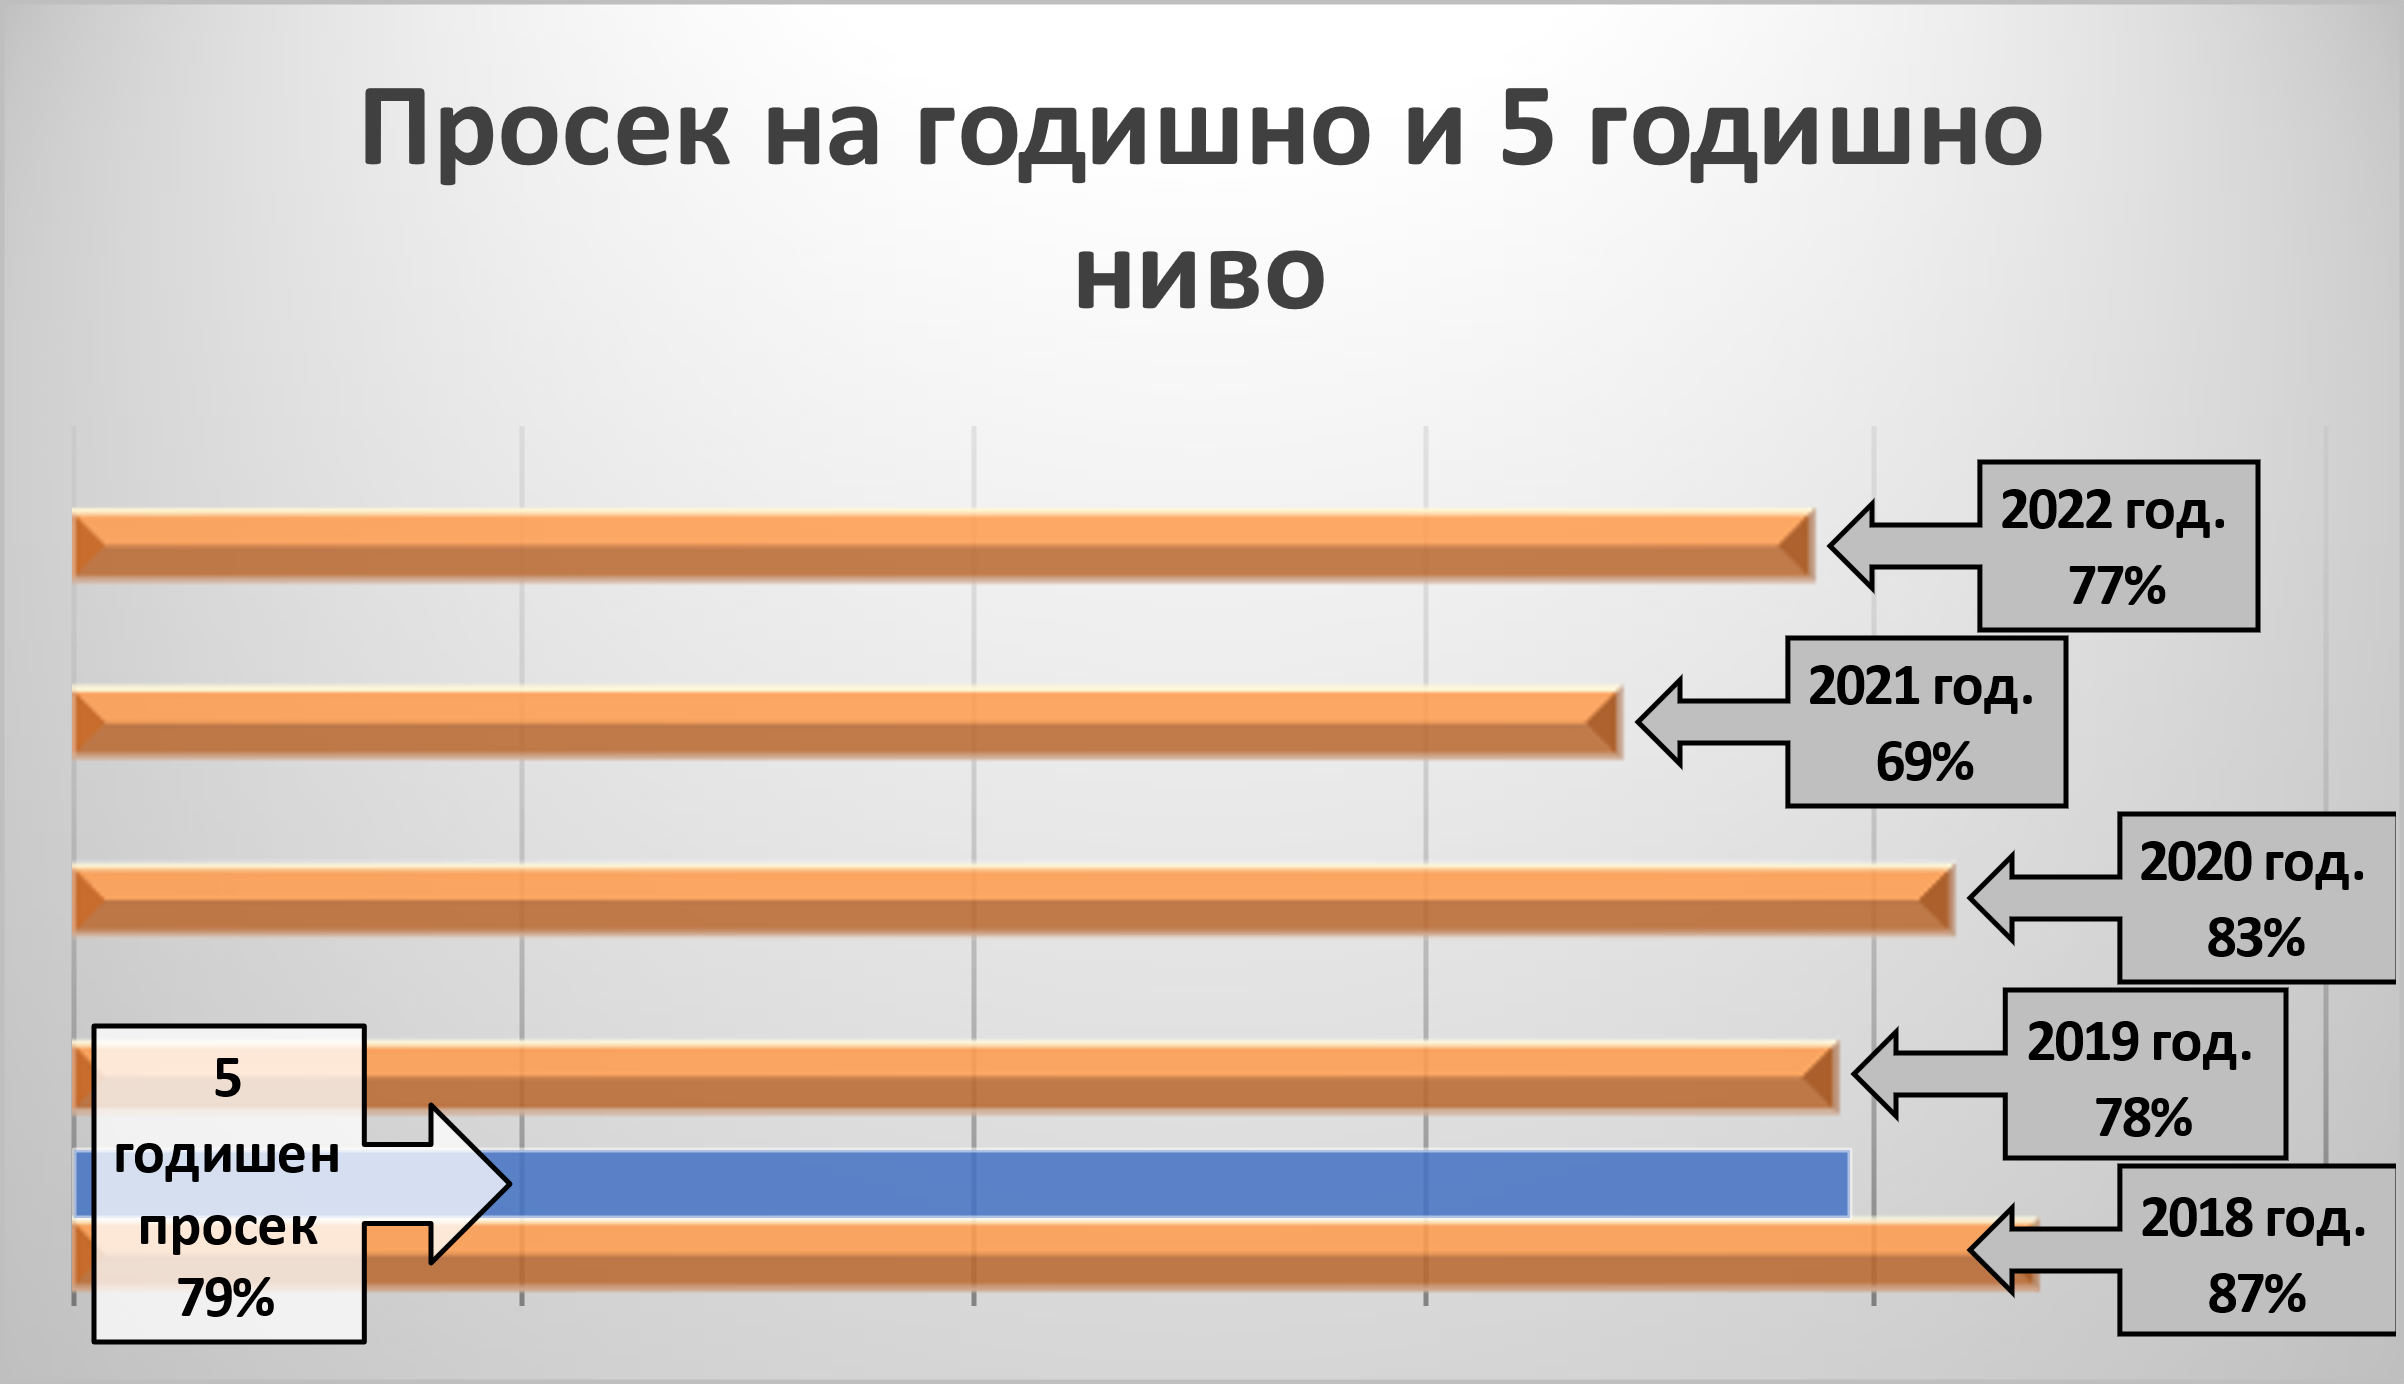 Просек на годишно и 5 годишно
ниво
2022 год.
77%
2021 год.
69%
2020 год.
83%
2019 год.
78%
5
годишен
просек
79%
2018 год.
87%